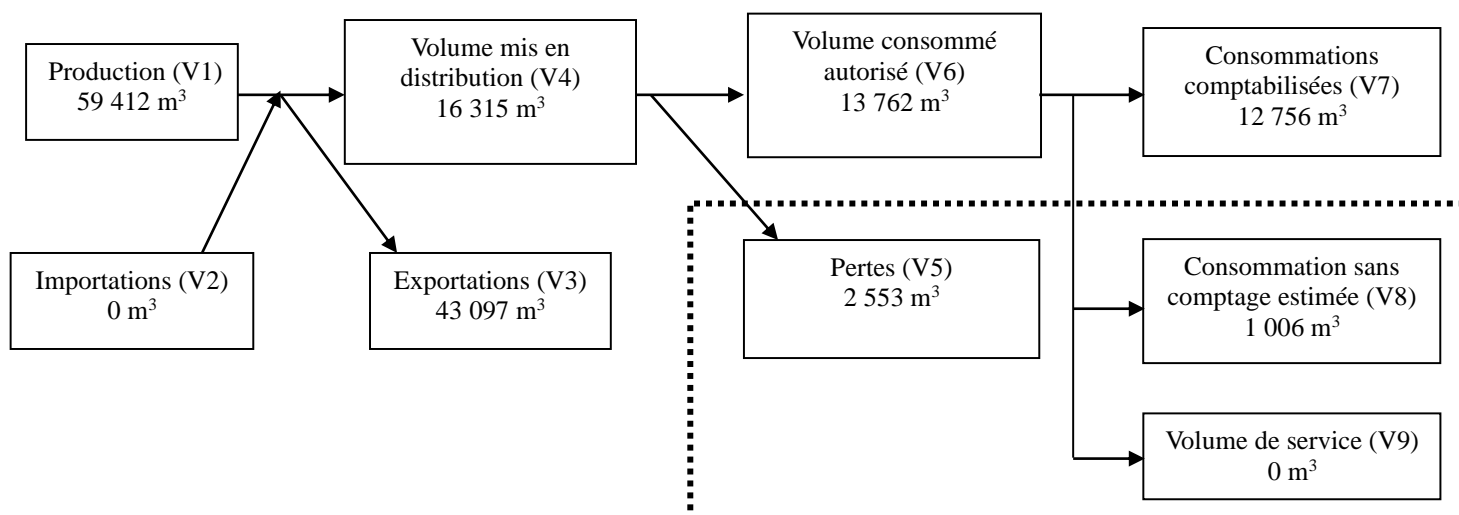 Production (V1)
59 412 m³
Volume mis en
distribution (V4)
16 315 m³
Volume consommé
autorisé (V6)
13 762 m³
Consommations
comptabilisées (V7)
12 756 m³
Importations (V2)
0 m³
Exportations (V3)
43 097 m³
Pertes (V5)
2 553 m³
Consommation sans
comptage estimée (V8)
1 006 m³
Volume de service (V9)
0 m³